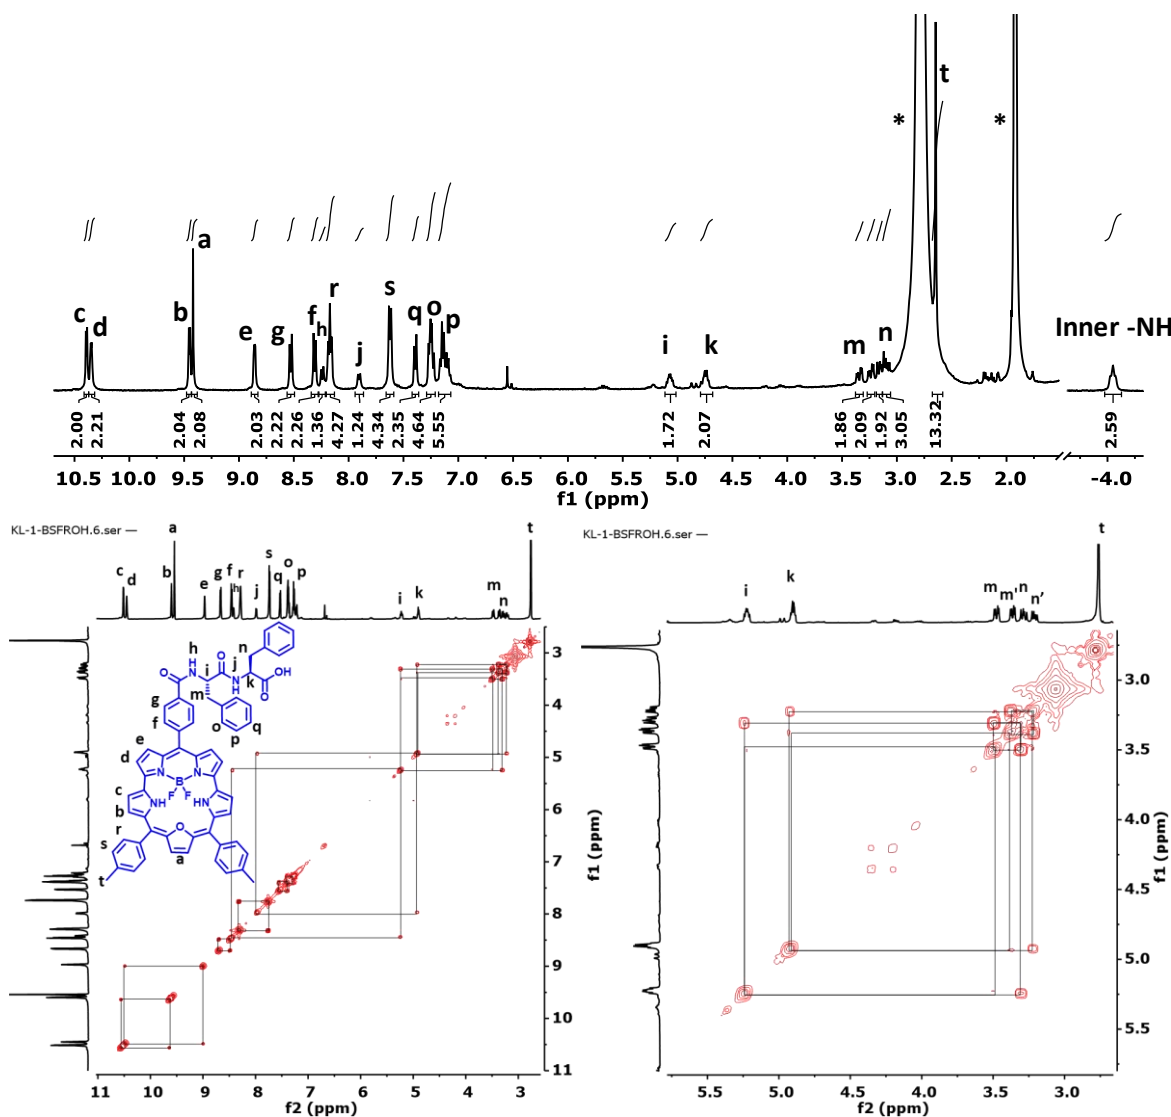 * t *
a
r
s
c d b e g f h j q o p
i k m n
Inner -NH
2.00 2.21 2.04 2.08 2.03 2.22 2.26 1.36 4.27 1.24 4.34 2.35 4.64 5.55 1.72 2.07 1.86 2.09 1.92 3.05 13.32 2.59
10.5 10.0 9.5 9.0 8.5 8.0 7.5 7.0 6.5 6.0 5.5 5.0 4.5 4.0 3.5 3.0 2.5 2.0 -4.0
f1 (ppm)
KL-1-BSFROH.6.ser —
a t
c d b e g f h r j s q o p i k m n
h
N
H
O
i
O
j
N
H
n
k
O
OH
m
g
f
o
p
q
e
d
N
B
N
F
F
c
b
NH
HN
r
s
O
a
t
3
4
5
6
7
8
9
10
11
f1 (ppm)
11 10 9 8 7 6 5 4 3
f2 (ppm)
KL-1-BSFROH.6.ser —
t
i k m m' n n'
3.0
3.5
4.0
4.5
5.0
5.5
f1 (ppm)
5.5 5.0 4.5 4.0 3.5 3.0
f2 (ppm)